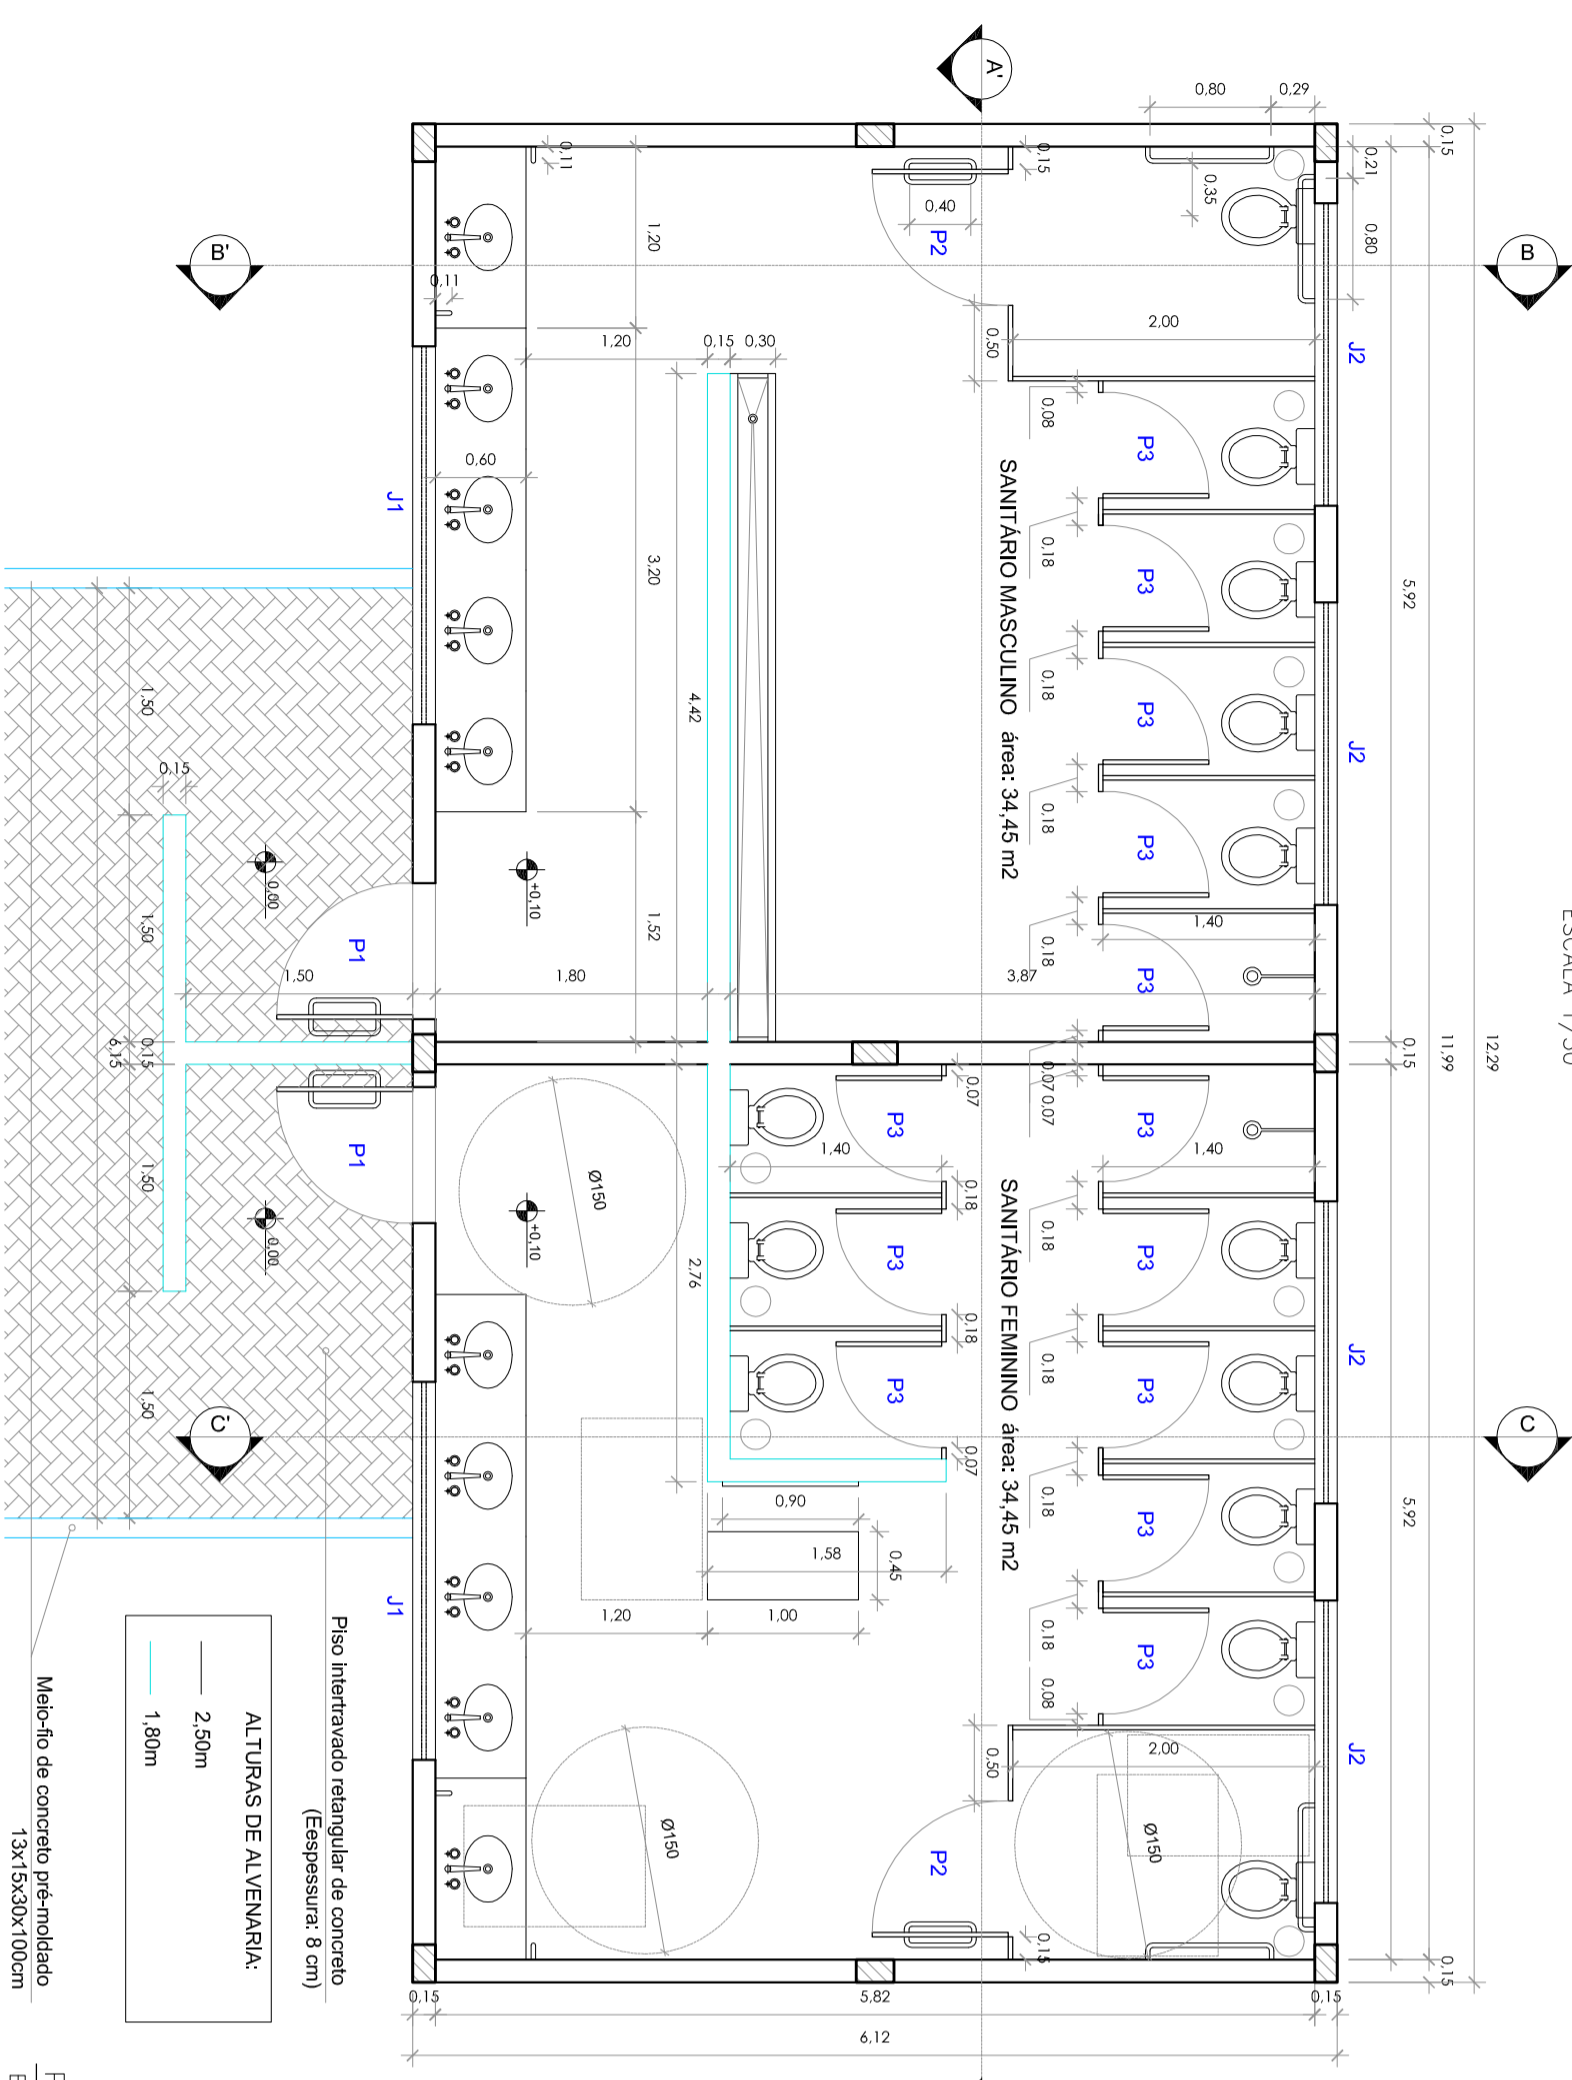 ESCALA 1/50
12,29
11,99
0,15
5,92
0,15
5,92
0,15
0,21
0,80
J2
J2
J2
J2
B
C
A'
0,80
0,29
0,15
0,35
2,00
0,50
0,08
0,18
0,18
0,18
0,18
1,40
3,87
0,07
0,07
0,07
1,40
0,18
0,18
0,18
0,18
0,08
2,00
0,50
0,15
Ø150
P3
P3
P3
P3
P3
P3
P3
P3
P3
P3
SANITÁRIO MASCULINO área: 34,45 m2
SANITÁRIO FEMININO área: 34,45 m2
0,40
P2
P2
P3
P3
P3
1,40
0,18
0,18
0,07
0,90
1,58
0,45
1,00
1,20
0,15
0,30
1,20
4,42
2,76
0,11
1,20
3,20
1,52
1,80
0,60
0,11
+0,10
+0,10
Ø150
Ø150
J1
J1
P1
P1
1,50
0,00
0,00
B'
C'
0,15
1,50
1,50
0,15
1,50
1,50
6,15
0,15
5,82
0,15
6,12
Piso intertravado retangular de concreto
(Eespessura: 8 cm)
ALTURAS DE ALVENARIA:
2,50m
1,80m
Meio-fio de concreto pré-moldado
13x15x30x100cm